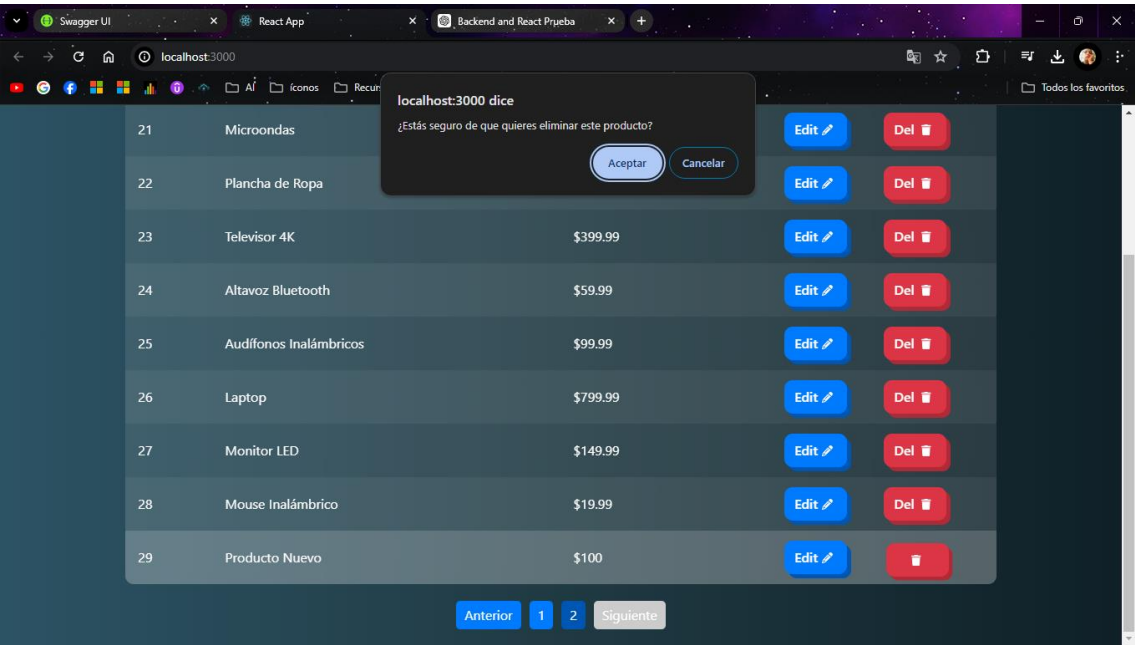 Swagger UI
React App
Backend and React Prueba
localhost:3000
AI
íconos
Recur
Todos los favoritos
localhost:3000 dice
¿Estás seguro de que quieres eliminar este producto?
Aceptar Cancelar
21 Microondas Edit Del
22 Plancha de Ropa Edit Del
23 Televisor 4K $399.99 Edit Del
24 Altavoz Bluetooth $59.99 Edit Del
25 Audífonos Inalámbricos $99.99 Edit Del
26 Laptop $799.99 Edit Del
27 Monitor LED $149.99 Edit Del
28 Mouse Inalámbrico $19.99 Edit Del
29 Producto Nuevo $100 Edit
Anterior 1 2 Siguiente